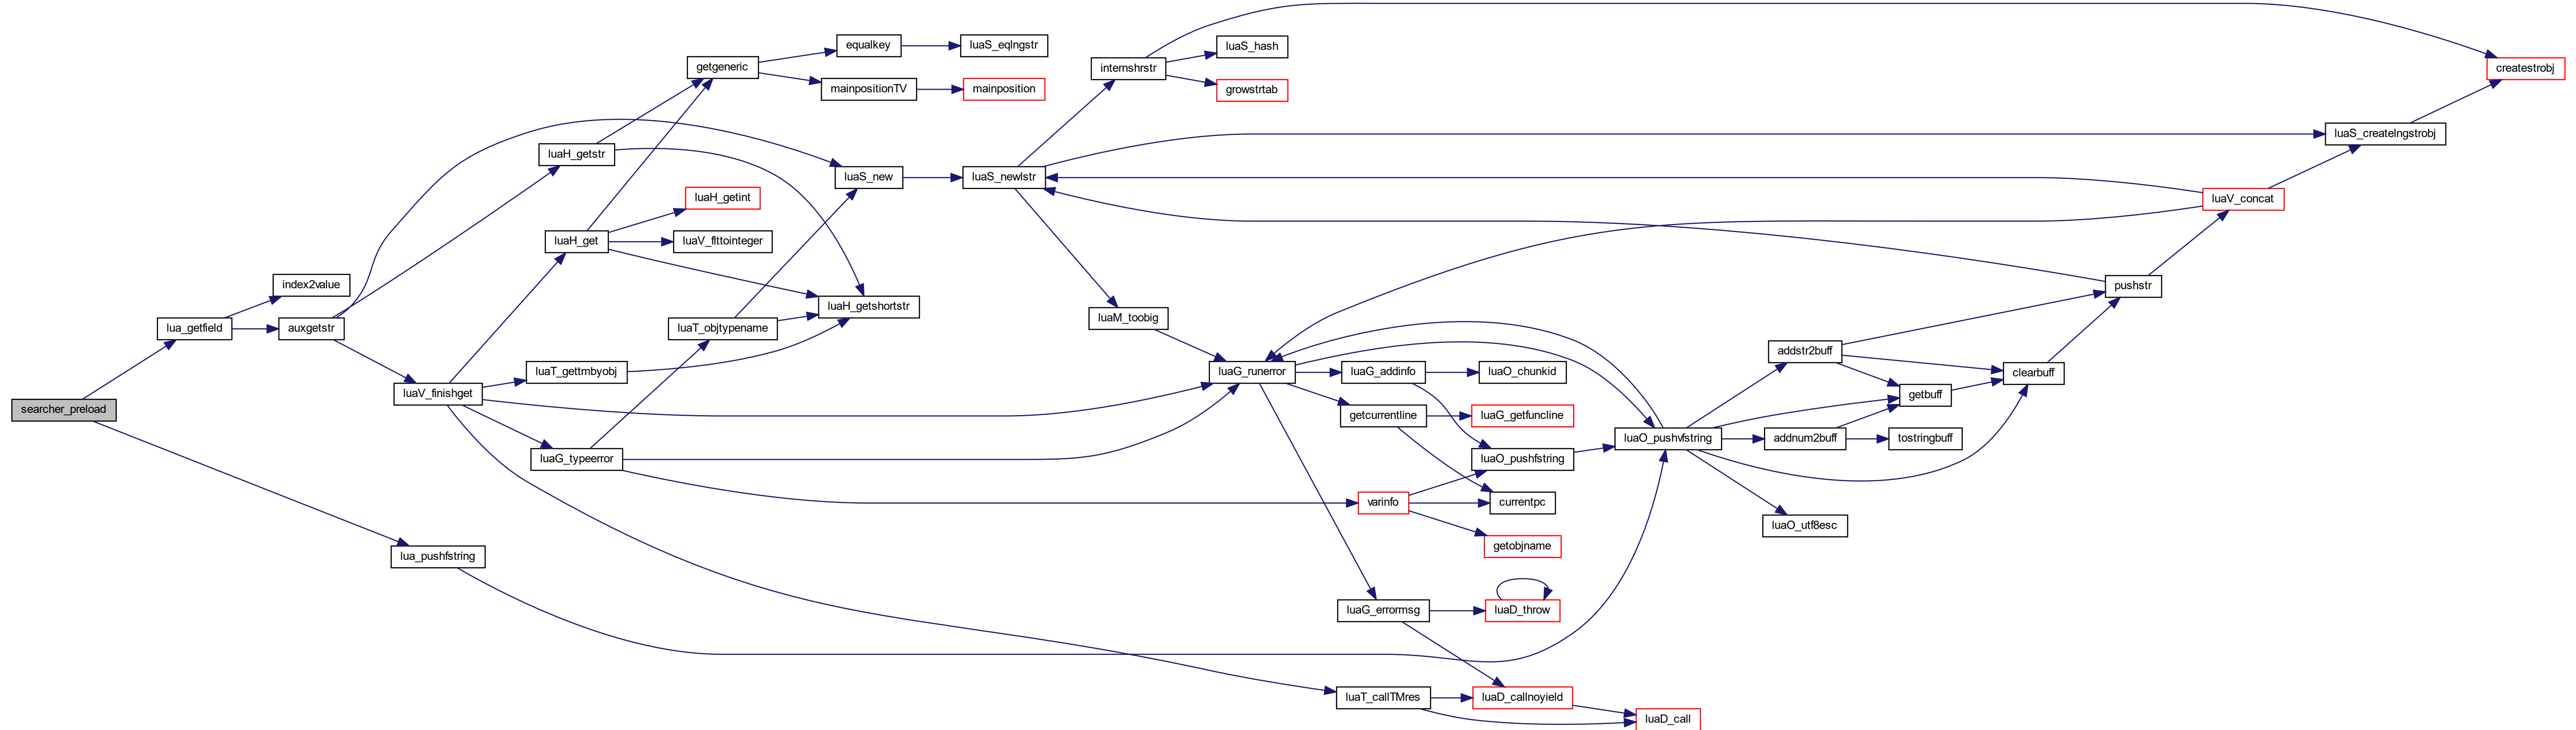 searcher_preload
lua_getfield
lua_pushfstring
index2value
auxgetstr
luaV_finishget
luaH_getstr
luaH_get
luaT_gettmbyobj
luaG_typeerror
getgeneric
luaH_getint
luaV_flttointeger
luaT_objtypename
equalkey
mainpositionTV
luaS_new
luaH_getshortstr
luaS_eqlngstr
mainposition
luaS_newlstr
internshrstr
luaM_toobig
luaS_hash
growstrtab
luaG_runerror
luaG_addinfo
getcurrentline
varinfo
luaG_errormsg
luaT_callTMres
luaO_chunkid
luaG_getfuncline
luaO_pushfstring
currentpc
getobjname
luaD_throw
luaD_callnoyield
luaD_call
luaO_pushvfstring
addstr2buff
addnum2buff
luaO_utf8esc
getbuff
tostringbuff
clearbuff
pushstr
luaV_concat
luaS_createlngstrobj
createstrobj